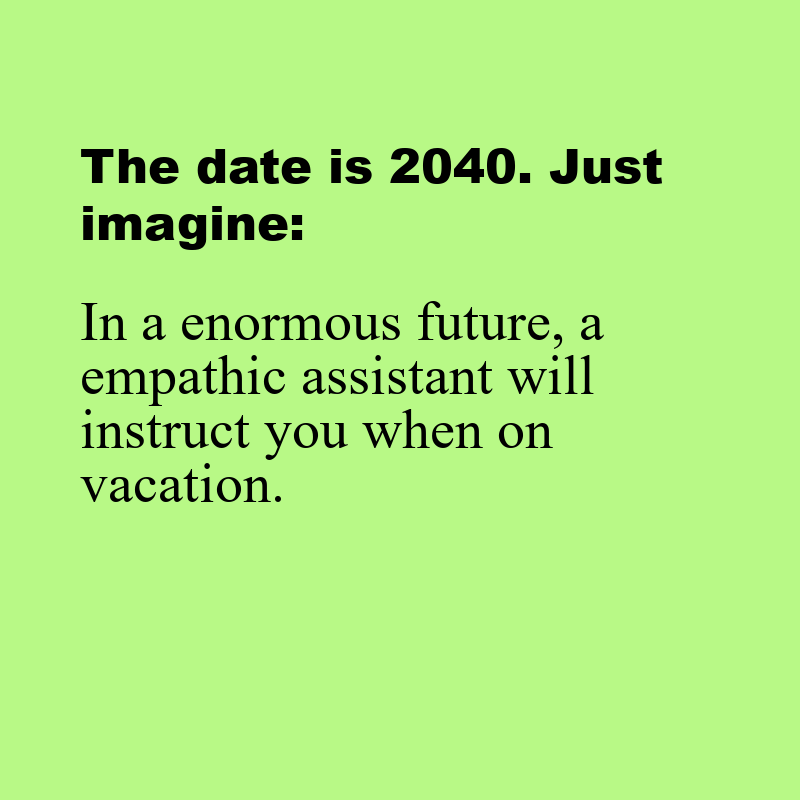 The date is 2040. Just
imagine:
In a enormous future, a
empathic assistant will
instruct you when on
vacation.